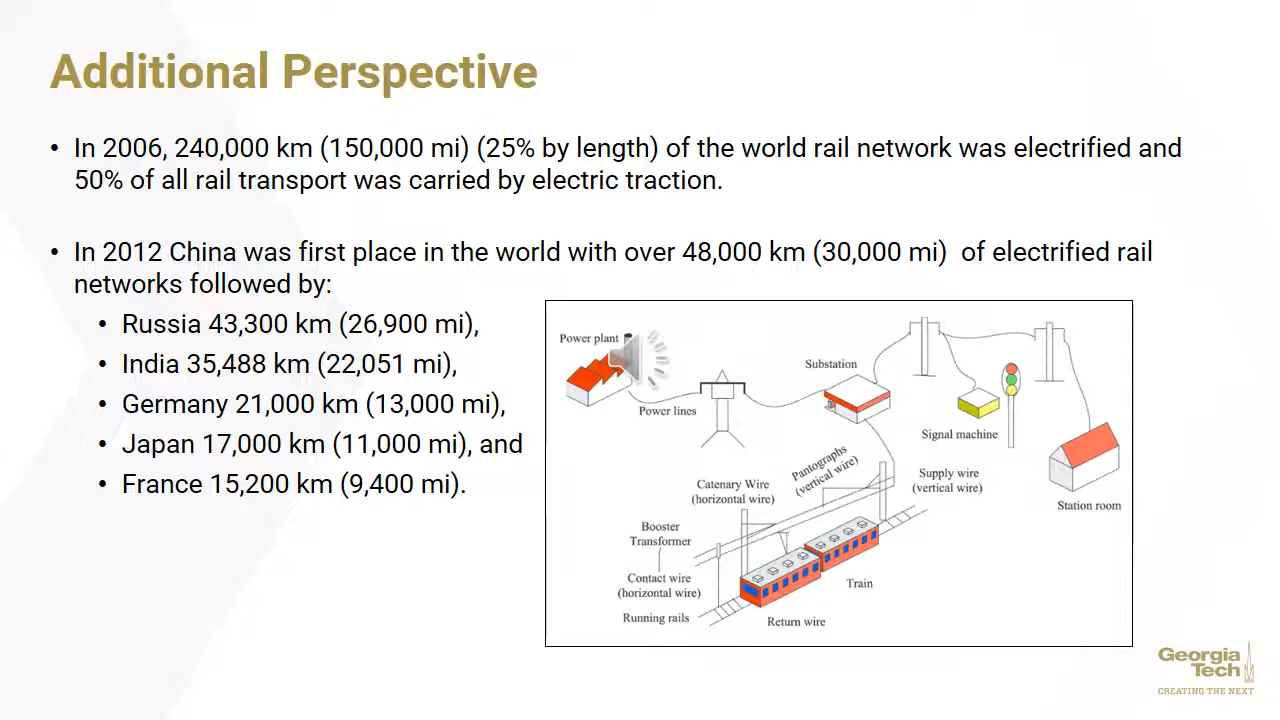 Additional Perspective
• In 2006, 240,000 km (150,000 mi) (25% by length) of the world rail network was electrified and
50% of all rail transport was carried by electric traction.
• In 2012 China was first place in the world with over 48,000 km (30,000 mi)  of electrified rail
networks followed by:
• Russia 43,300 km (26,900 mi),
• India 35,488 km (22,051 mi),
• Germany 21,000 km (13,000 mi),
• Japan 17,000 km (11,000 mi), and
• France 15,200 km (9,400 mi).
Power plant
Power lines
Substation
Signal machine
Station room
Pantographs
(vertical wire)
Supply wire
(vertical wire)
Catenary Wire
(horizontal wire)
Booster
Transformer
Contact wire
(horizontal wire)
Running rails
Train
Return wire
Georgia
Tech
CREATING THE NEXT